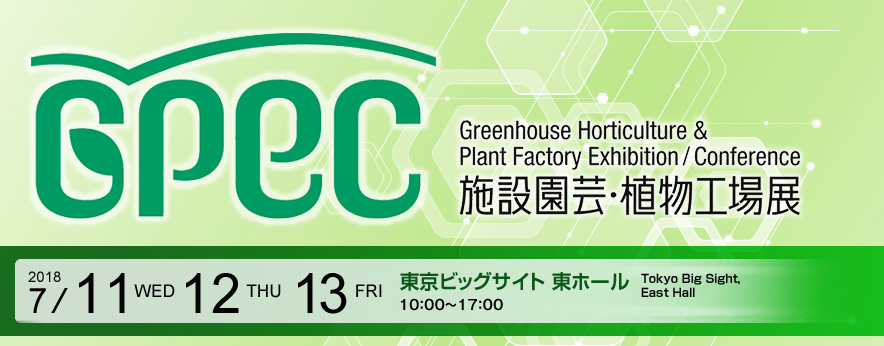 GPEC
Greenhouse Horticulture &
Plant Factory Exhibition / Conference
施設園芸・植物工場展
2018
7/11 WED 12 THU 13 FRI
東京ビッグサイト 東ホール
10:00～17:00
Tokyo Big Sight,
East Hall